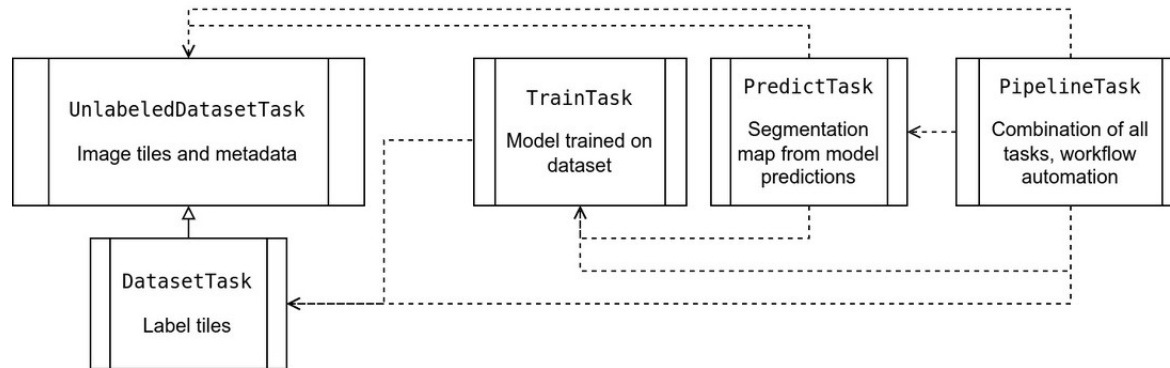 UnlabeledDatasetTask
Image tiles and metadata
TrainTask
Model trained on
dataset
PredictTask
Segmentation
map from model
predictions
PipelineTask
Combination of all
tasks, workflow
automation
DatasetTask
Label tiles